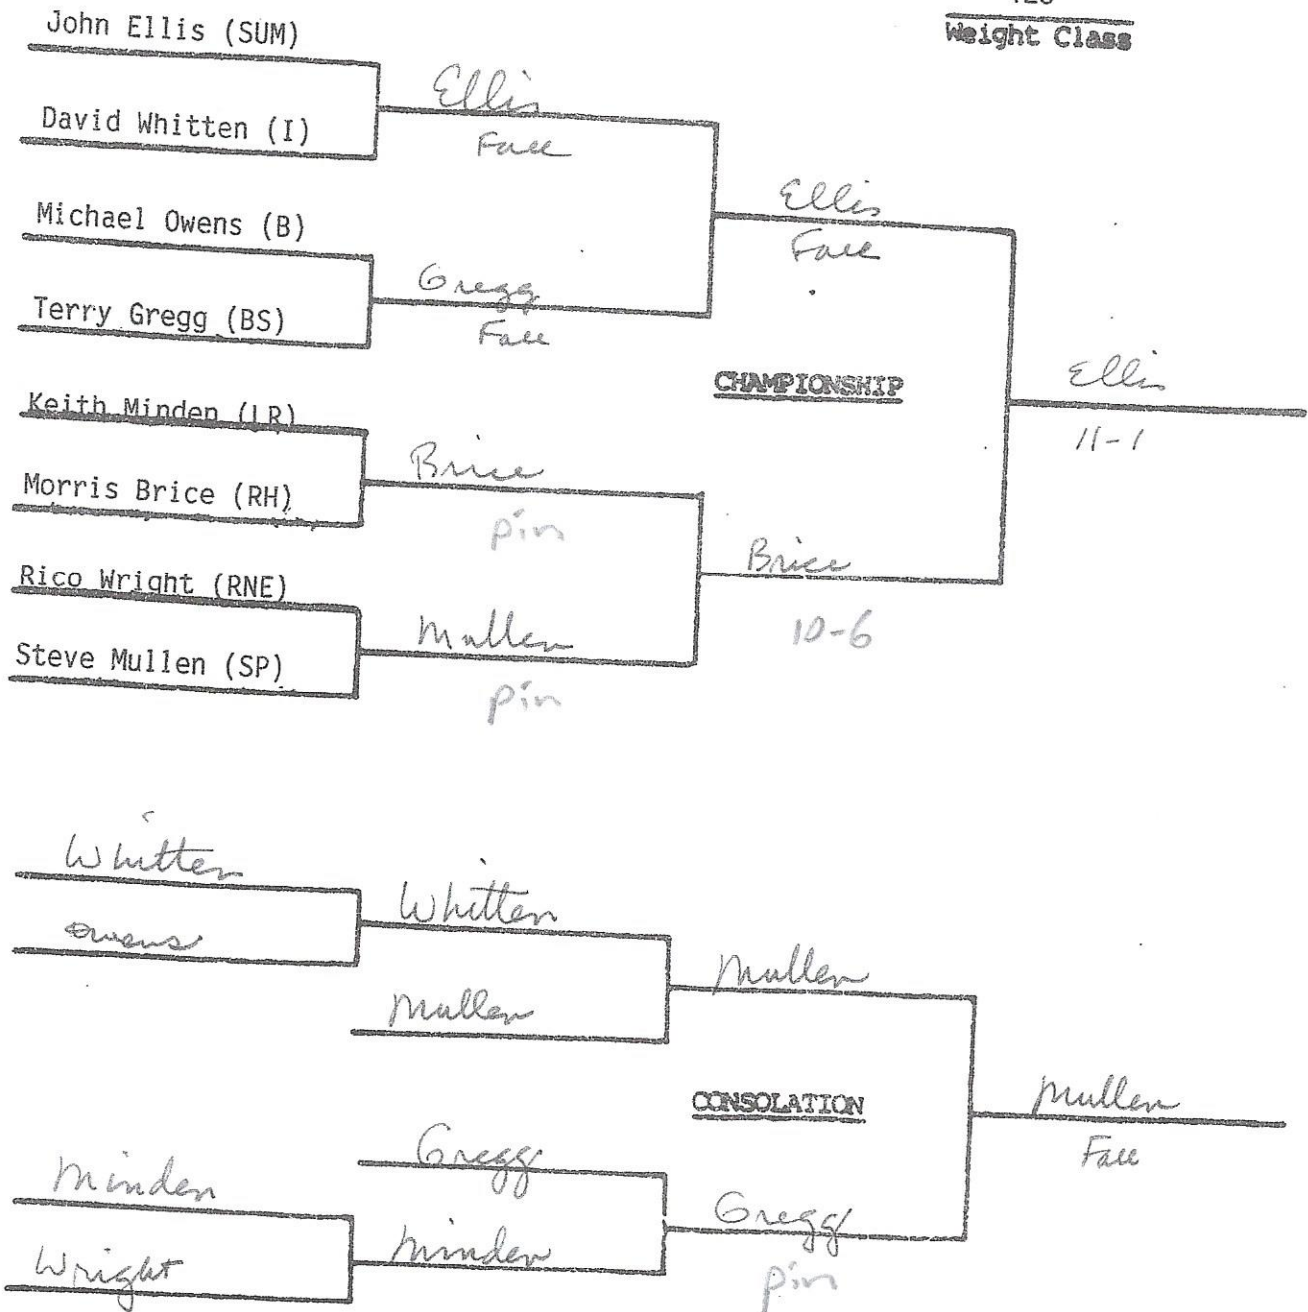 Weight Class
John Ellis (SUM)
David Whitten (I)
Michael Owens (B)
Terry Gregg (BS)
Keith Minden (LR)
Morris Brice (RH)
Rico Wright (RNE)
Steve Mullen (SP)
Ellis
Fall
Gregg
Fall
Brice
pin
Mullen
pin
Ellis
Fall
Brice
10-6
CHAMPIONSHIP
Ellis
11-1
Whitten
Owens
Minden
Wright
Whitten
Mullen
Gregg
Minden
Mullen
Gregg
pin
CONSOLATION
Mullen
Fall